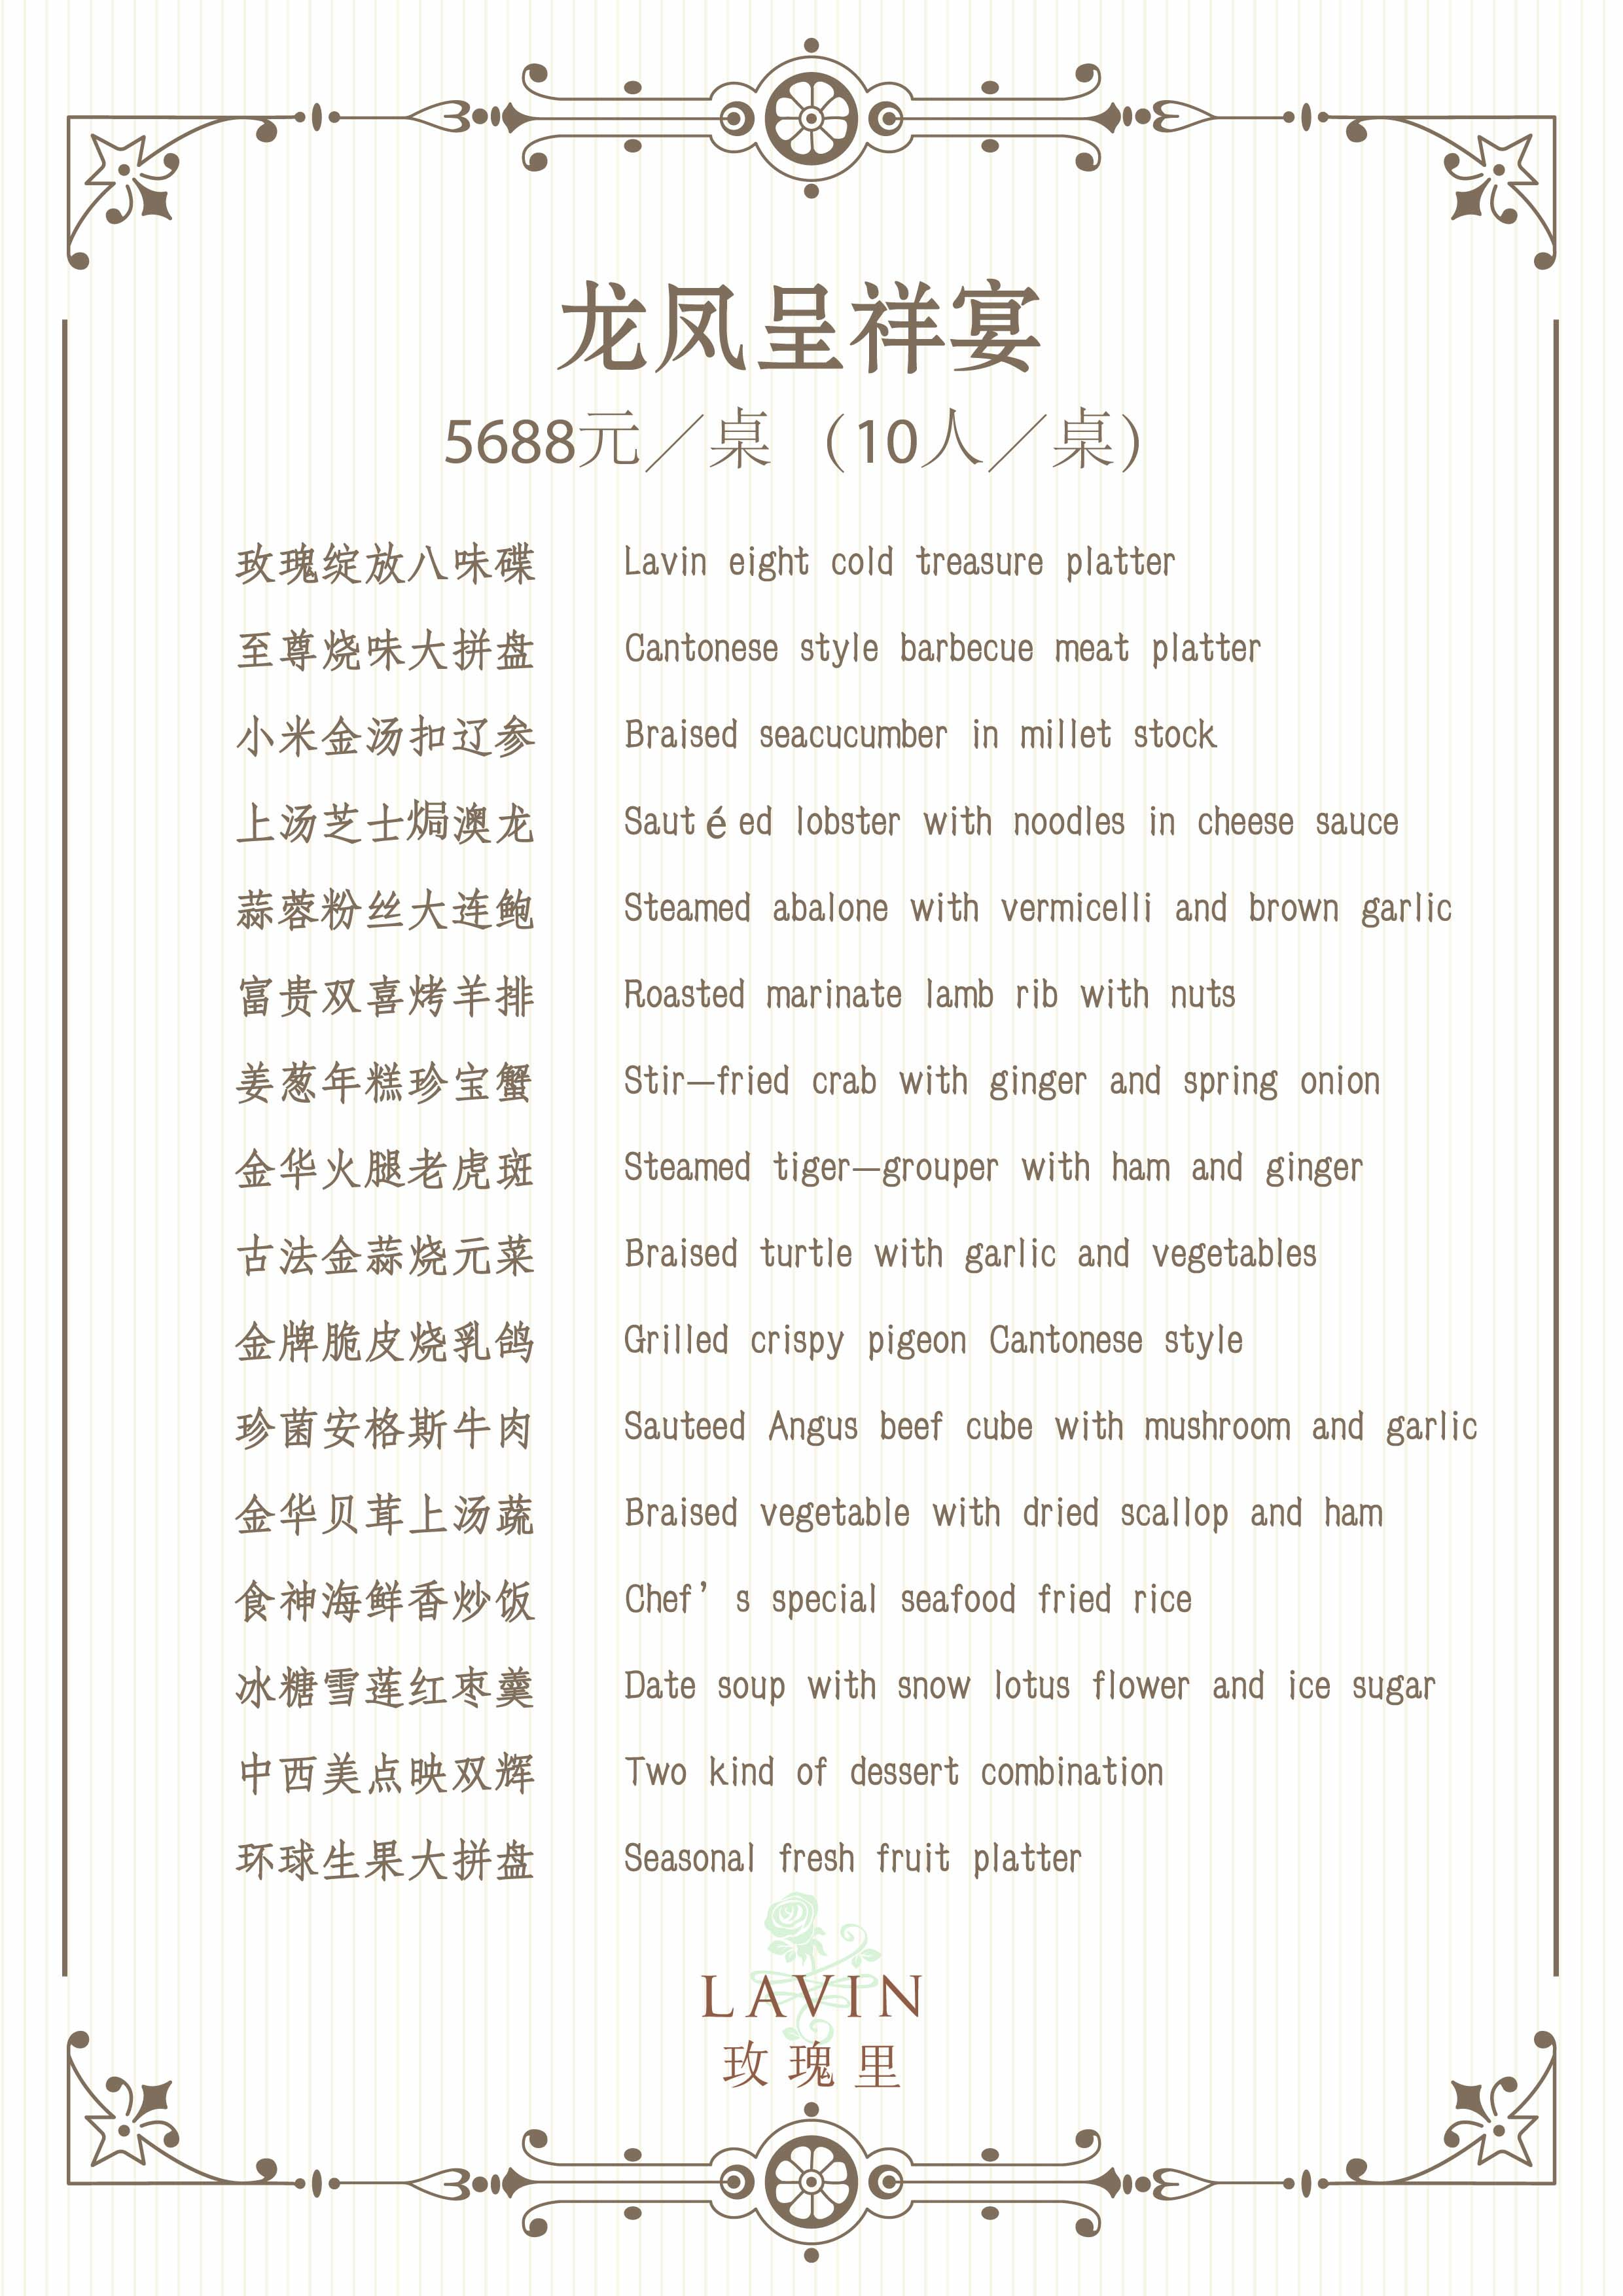 龙凤呈祥宴
5688元／桌（10人／桌）
玫瑰绽放八味碟 Lavin eight cold treasure platter
至尊烧味大拼盘 Cantonese style barbecue meat platter
小米金汤扣辽参 Braised seacucumber in millet stock
上汤芝士焗澳龙 Sautéed lobster with noodles in cheese sauce
蒜蓉粉丝大连鲍 Steamed abalone with vermicelli and brown garlic
富贵双喜烤羊排 Roasted marinate lamb rib with nuts
姜葱年糕珍宝蟹 Stir—fried crab with ginger and spring onion
金华火腿老虎斑 Steamed tiger—grouper with ham and ginger
古法金蒜烧元菜 Braised turtle with garlic and vegetables
金牌脆皮烧乳鸽 Grilled crispy pigeon Cantonese style
珍菌安格斯牛肉 Sauteed Angus beef cube with mushroom and garlic
金华贝茸上汤蔬 Braised vegetable with dried scallop and ham
食神海鲜香炒饭 Chef’s special seafood fried rice
冰糖雪莲红枣羹 Date soup with snow lotus flower and ice sugar
中西美点映双辉 Two kind of dessert combination
环球生果大拼盘 Seasonal fresh fruit platter
LAVIN
玫瑰里